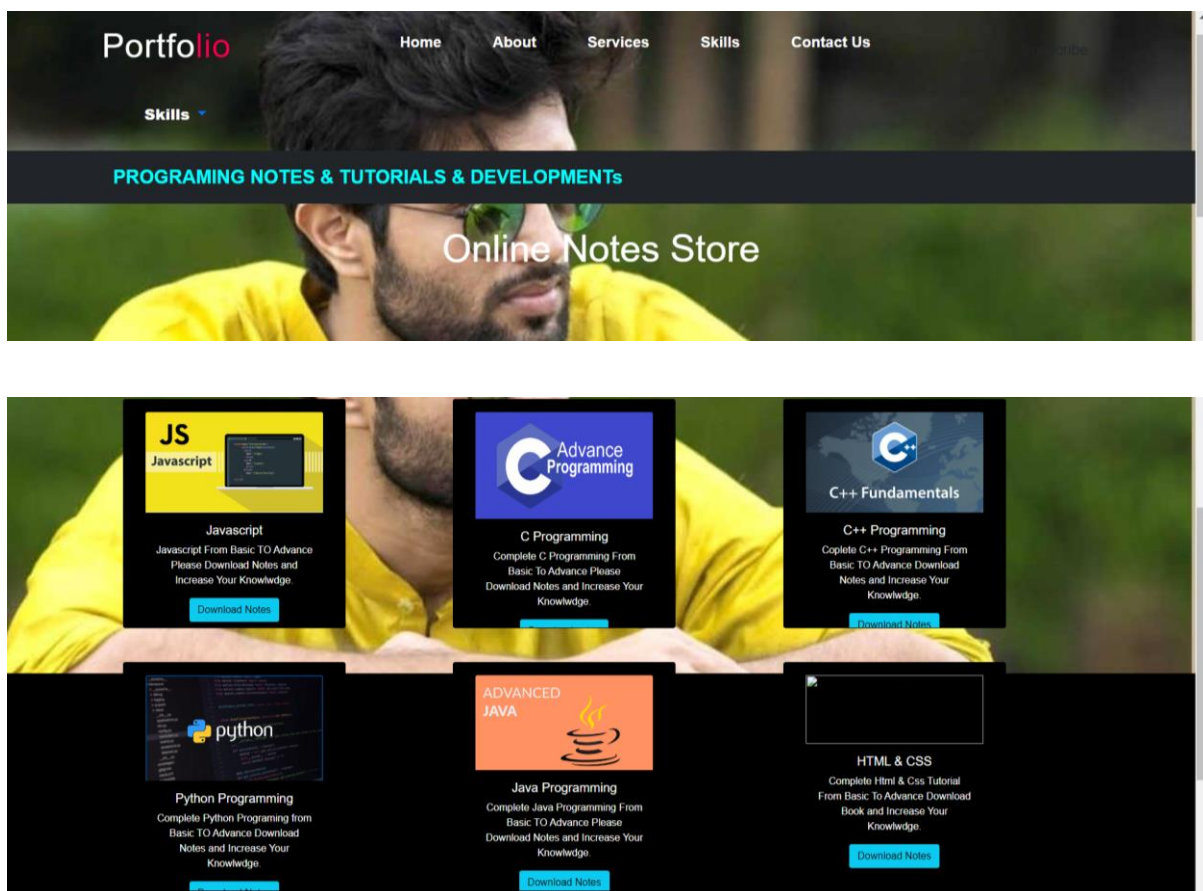 Portfolio
Home
About
Services
Skills
Contact Us
Skills
PROGRAMING NOTES & TUTORIALS & DEVELOPMENTs
Online Notes Store
JS
Javascript
Javascript
Javascript From Basic TO Advance
Please Download Notes and
Increase Your Knowlwdge.
Download Notes
C
Advance
Programming
C Programming
Complete C Programming From
Basic To Advance Please
Download Notes and Increase Your
Knowlwdge.
C++
C++ Fundamentals
C++ Programming
Coplete C++ Programming From
Basic TO Advance Download
Notes and Increase Your
Knowlwdge.
Download Notes
python
Python Programming
Complete Python Programing from
Basic TO Advance Download
Notes and Increase Your
Knowlwdge.
ADVANCED
JAVA
Java Programming
Complete Java Programming From
Basic TO Advance Please
Download Notes and Increase Your
Knowlwdge.
Download Notes
HTML & CSS
Complete Html & Css Tutorial
From Basic To Advance Download
Book and Increase Your
Knowlwdge.
Download Notes